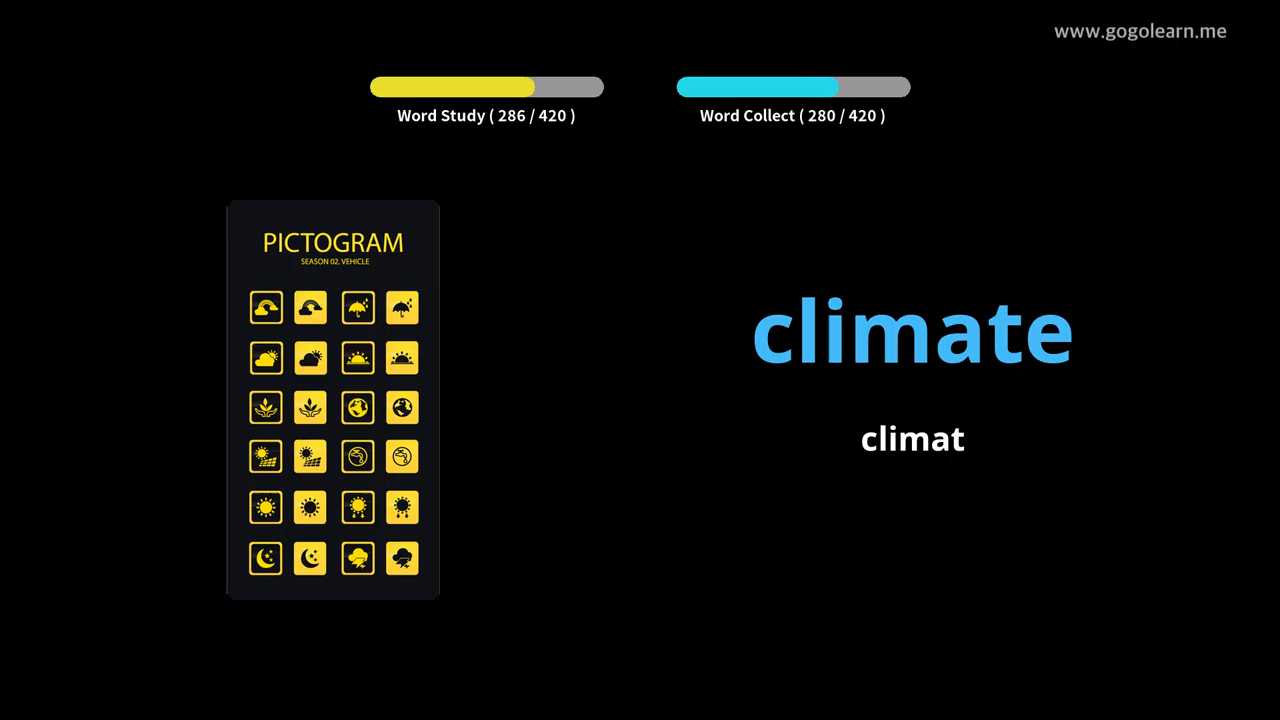 www.gogolearn.me
Word Study ( 286 / 420 )
Word Collect ( 280 / 420 )
PICTOGRAM
SEASON 02. VEHICLE
climate
climat